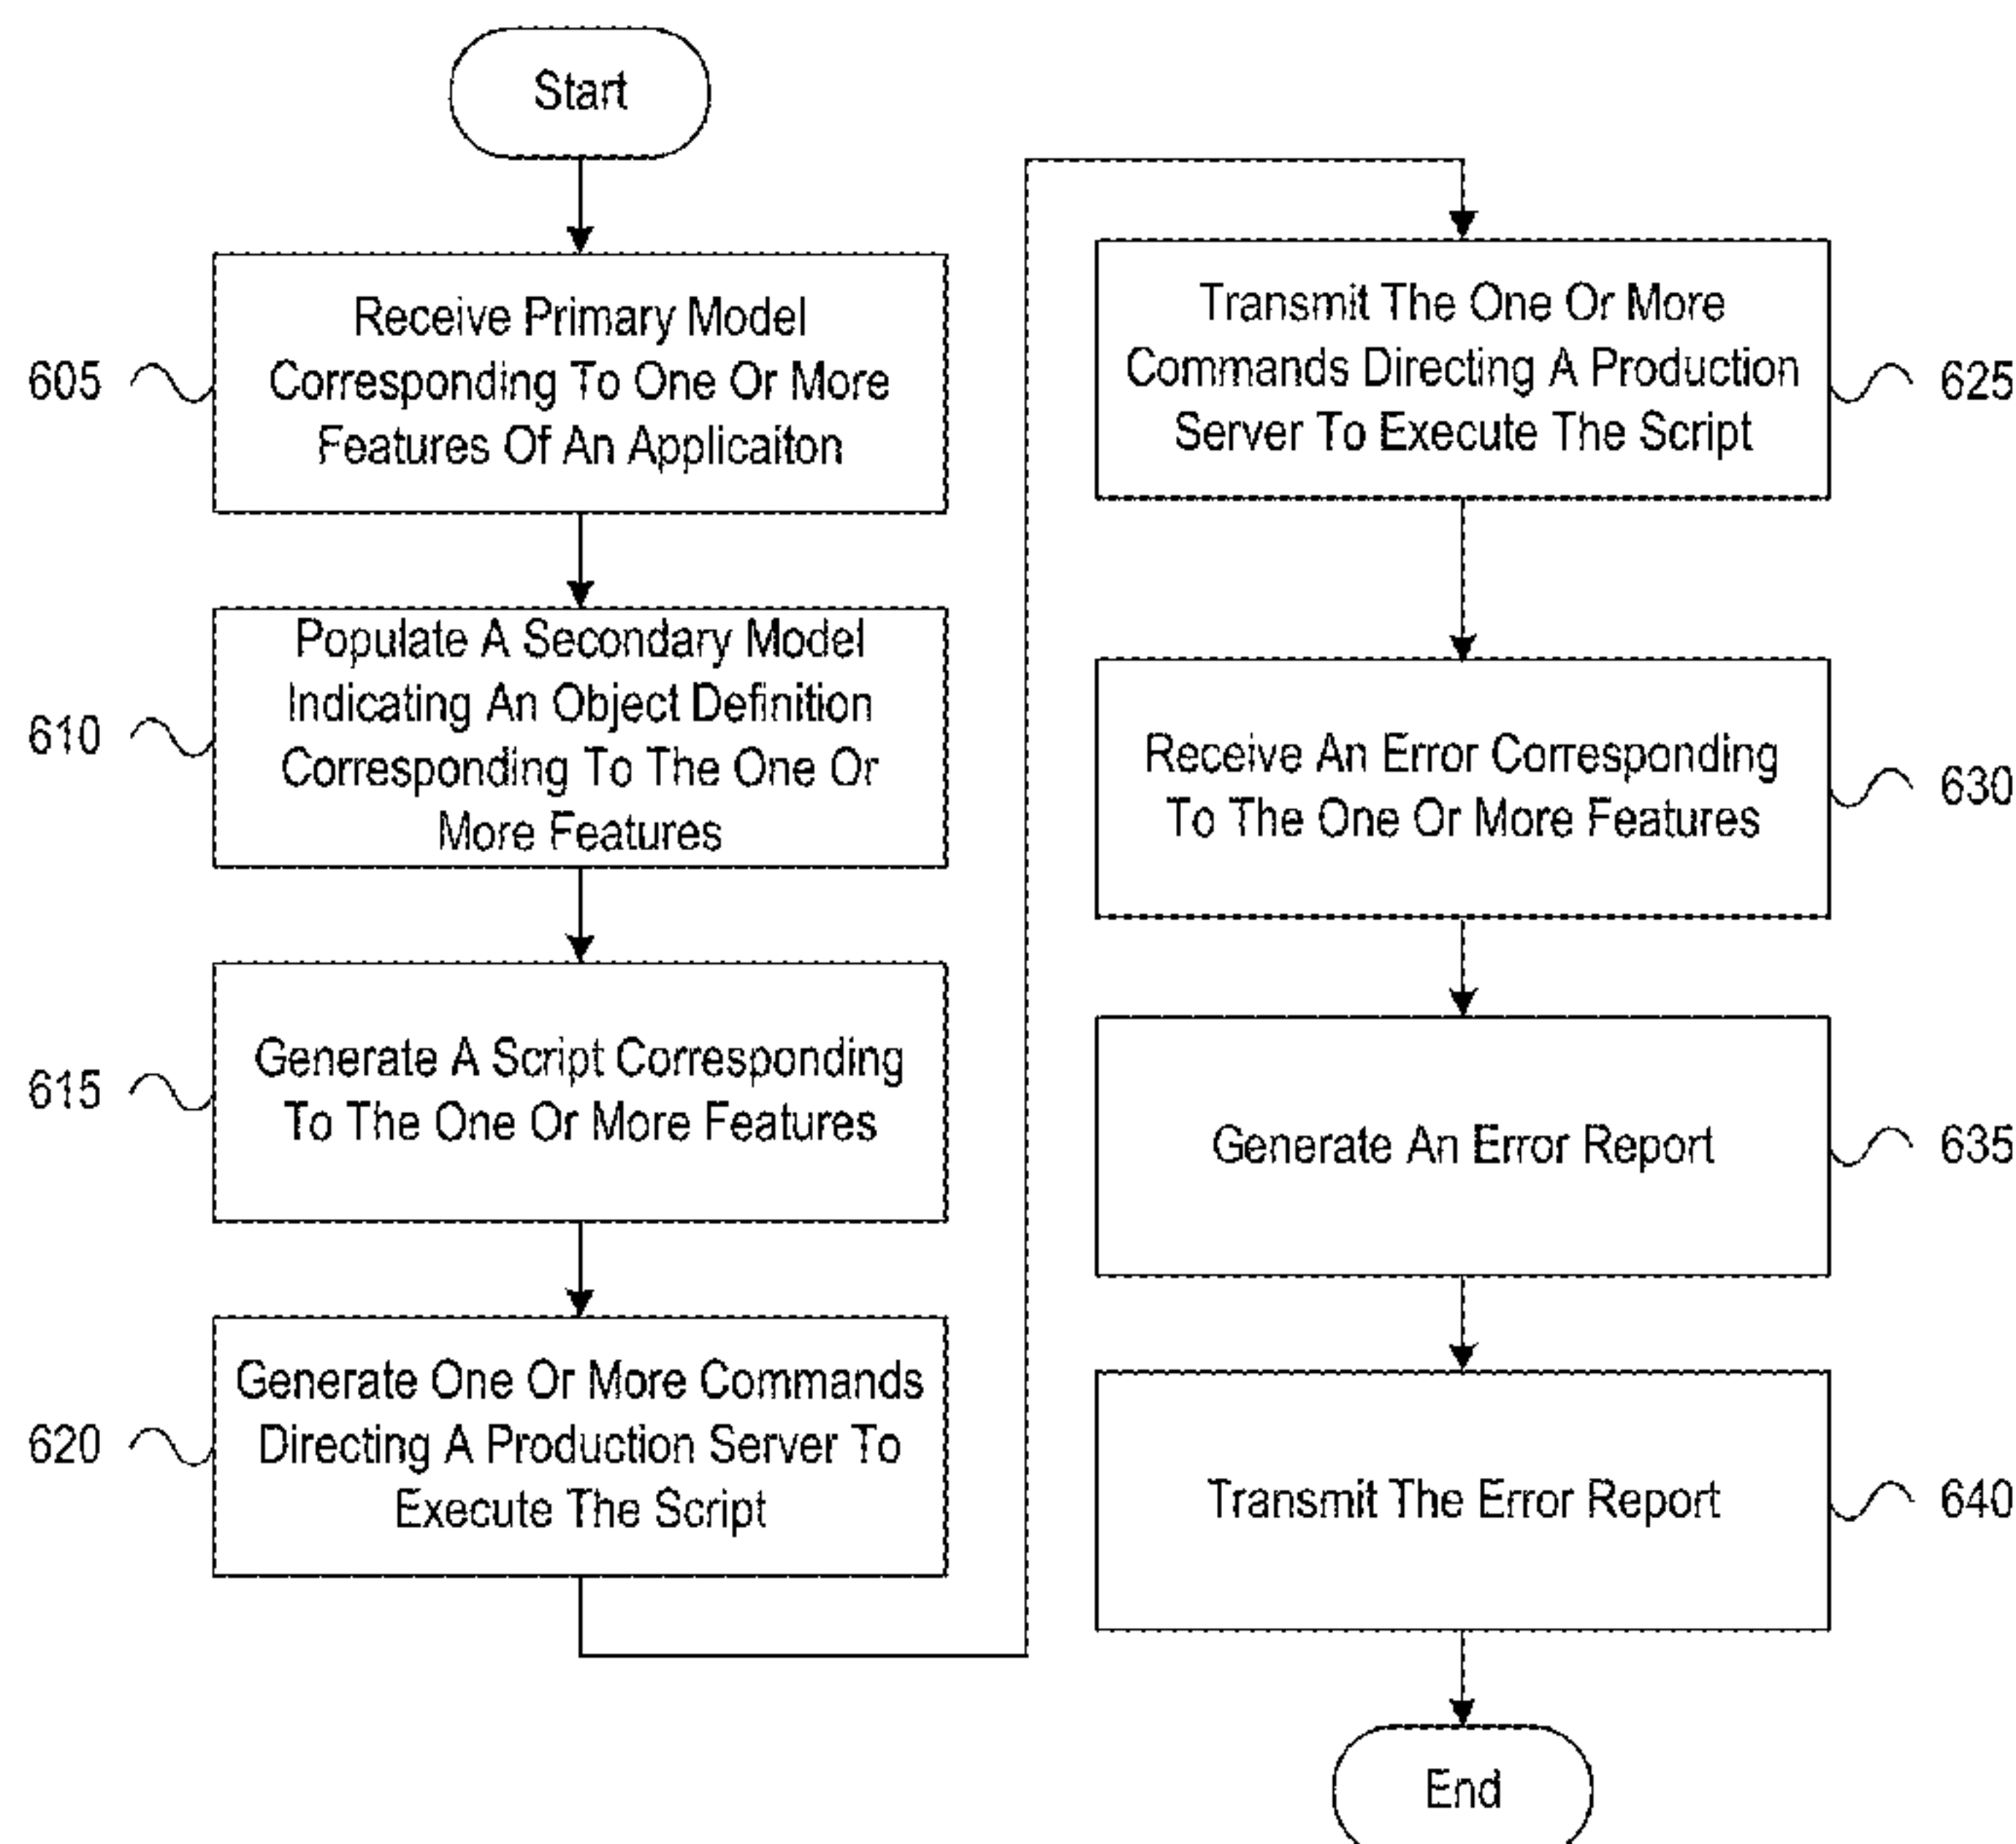 Start
605
Receive Primary Model
Corresponding To One Or More
Features Of An Applicaiton
610
Populate A Secondary Model
Indicating An Object Definition
Corresponding To The One Or
More Features
615
Generate A Script Corresponding
To The One Or More Features
620
Generate One Or More Commands
Directing A Production Server To
Execute The Script
Transmit The One Or More
Commands Directing A Production
Server To Execute The Script
625
Receive An Error Corresponding
To The One Or More Features
630
Generate An Error Report
635
Transmit The Error Report
640
End